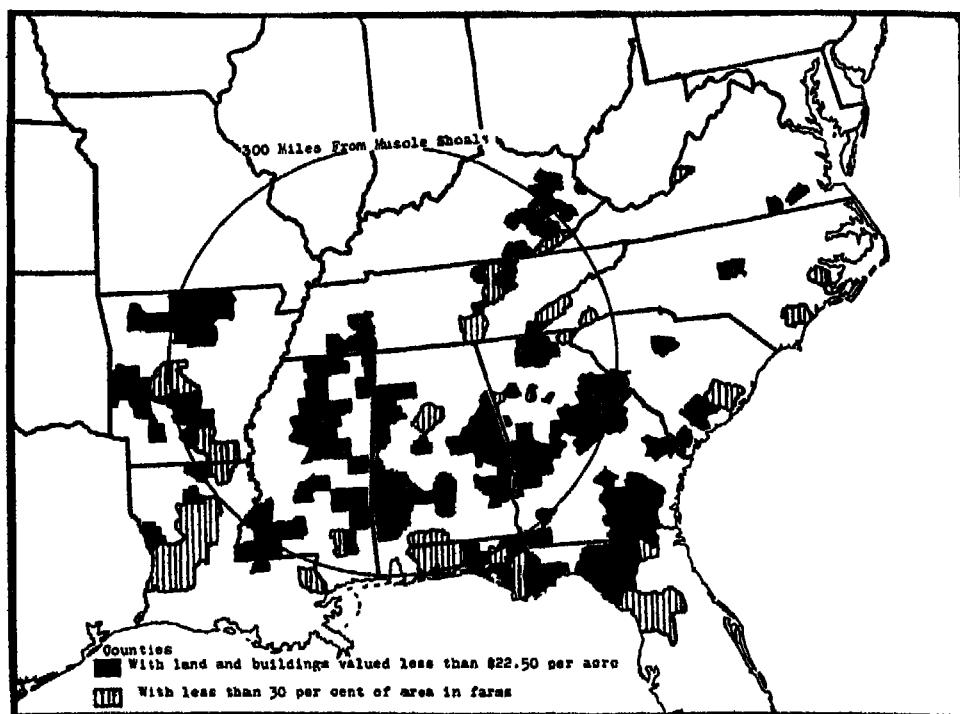 300 Miles From Muscle Shoals
Counties
With land and buildings valued less than $22.50 per acre
With less than 30 per cent of area in farms